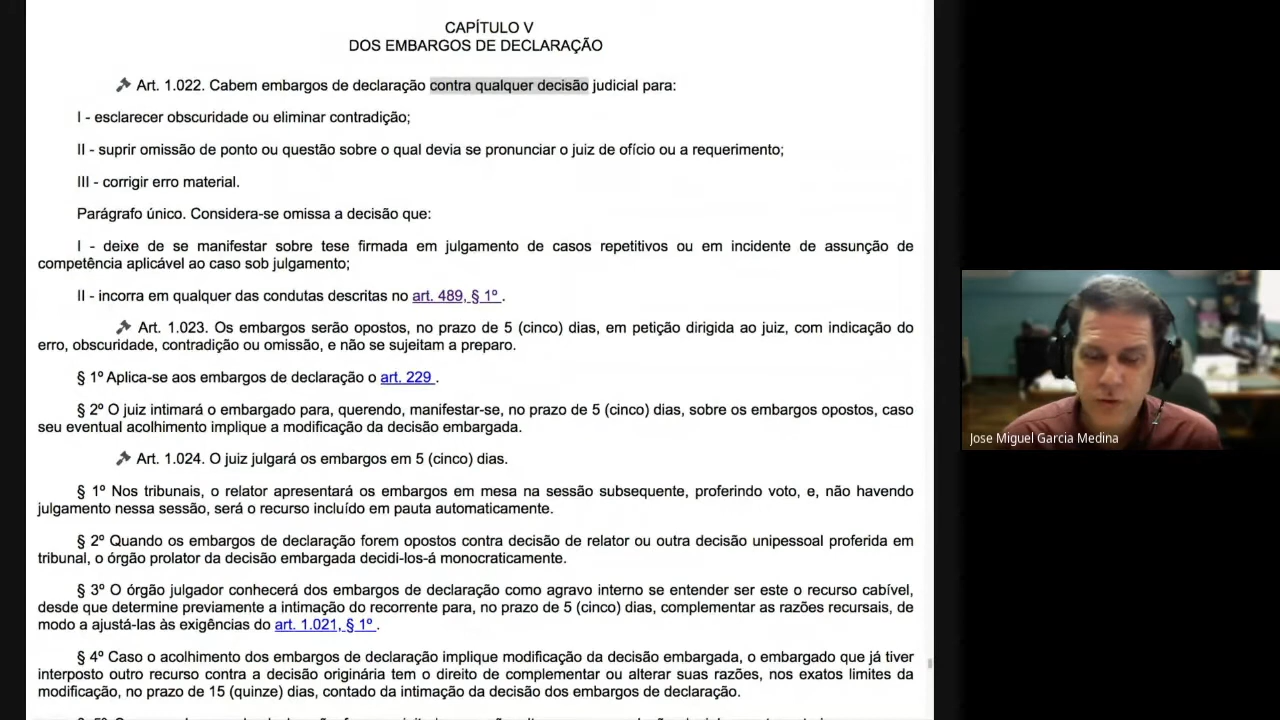 CAPÍTULO V
DOS EMBARGOS DE DECLARAÇÃO
Art. 1.022. Cabem embargos de declaração contra qualquer decisão judicial para:
I - esclarecer obscuridade ou eliminar contradição;
II - suprir omissão de ponto ou questão sobre o qual devia se pronunciar o juiz de ofício ou a requerimento;
III - corrigir erro material.
Parágrafo único. Considera-se omissa a decisão que:
I - deixe de se manifestar sobre tese firmada em julgamento de casos repetitivos ou em incidente de assunção de
competência aplicável ao caso sob julgamento;
II - incorra em qualquer das condutas descritas no art. 489, § 1º .
Art. 1.023. Os embargos serão opostos, no prazo de 5 (cinco) dias, em petição dirigida ao juiz, com indicação do
erro, obscuridade, contradição ou omissão, e não se sujeitam a preparo.
§ 1º Aplica-se aos embargos de declaração o art. 229 .
§ 2º O juiz intimará o embargado para, querendo, manifestar-se, no prazo de 5 (cinco) dias, sobre os embargos opostos, caso
seu eventual acolhimento implique a modificação da decisão embargada.
Art. 1.024. O juiz julgará os embargos em 5 (cinco) dias.
§ 1º Nos tribunais, o relator apresentará os embargos em mesa na sessão subsequente, proferindo voto, e, não havendo
julgamento nessa sessão, será o recurso incluído em pauta automaticamente.
§ 2º Quando os embargos de declaração forem opostos contra decisão de relator ou outra decisão unipessoal proferida em
tribunal, o órgão prolator da decisão embargada decidi-los-á monocraticamente.
§ 3º O órgão julgador conhecerá dos embargos de declaração como agravo interno se entender ser este o recurso cabível,
desde que determine previamente a intimação do recorrente para, no prazo de 5 (cinco) dias, complementar as razões recursais, de
modo a ajustá-las às exigências do art. 1.021, § 1º .
§ 4º Caso o acolhimento dos embargos de declaração implique modificação da decisão embargada, o embargado que já tiver
interposto outro recurso contra a decisão originária tem o direito de complementar ou alterar suas razões, nos exatos limites da
modificação, no prazo de 15 (quinze) dias, contado da intimação da decisão dos embargos de declaração.
Jose Miguel Garcia Medina